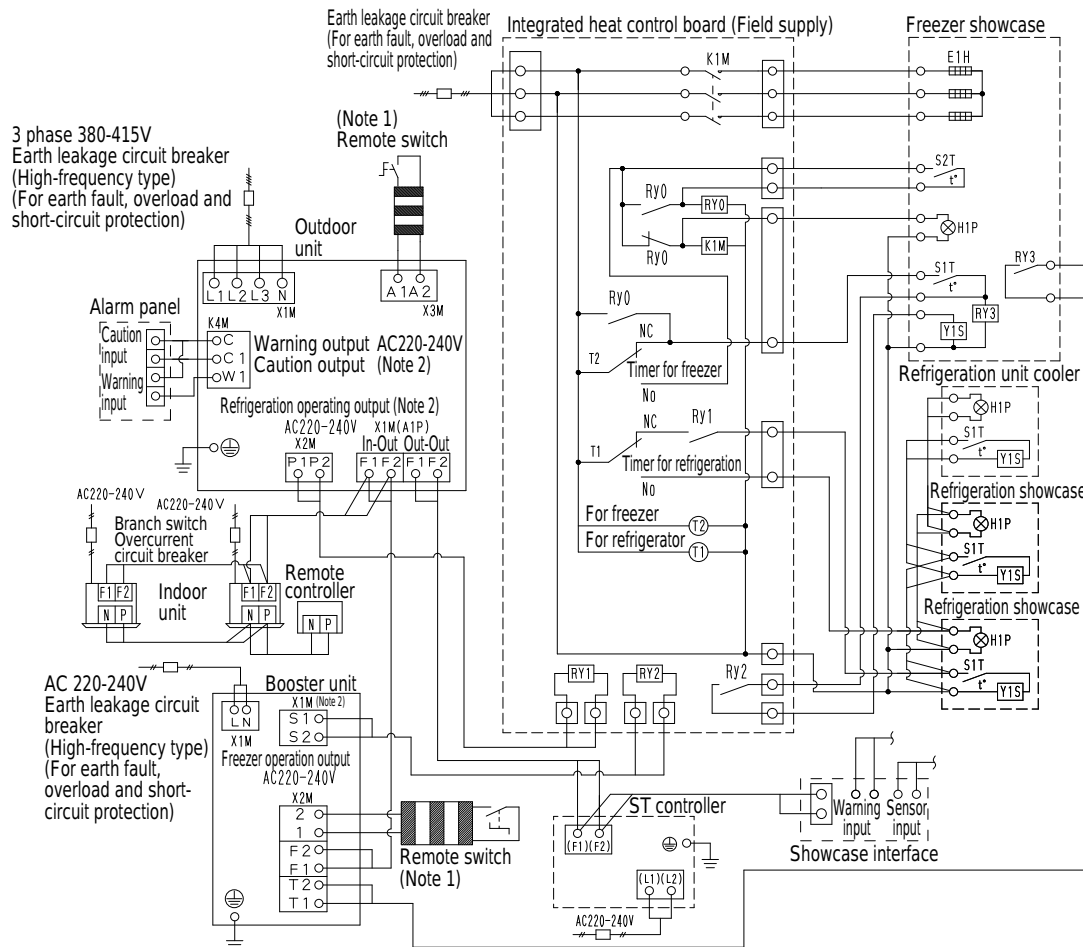 Earth leakage circuit breaker
(For earth fault, overload and
short-circuit protection)
Integrated heat control board (Field supply)
Freezer showcase
K1M
E1H
3 phase 380-415V
Earth leakage circuit breaker
(High-frequency type)
(For earth fault, overload and
short-circuit protection)
(Note 1)
Remote switch
Outdoor
unit
L1 L2 L3 N
X1M
A1 A2
X3M
Alarm panel
Caution
input
Warning
input
K4M
C
C1
W1
Warning output AC220-240V
Caution output (Note 2)
Refrigeration operating output (Note 2)
AC220-240V
X2M
P1 P2
X1M(A1P)
In-Out Out-Out
F1 F2 F1 F2
Ry0
RY0
K1M
Ry0
S2T
t°
H1P
S1T
t°
RY3
RY3
Y1S
Ry0
NC
T2
Timer for freezer
No
NC
Ry1
T1
Timer for refrigeration
No
For freezer
T2
For refrigerator
T1
Refrigeration unit cooler
H1P
S1T
t°
Y1S
Refrigeration showcase
H1P
S1T
t°
Y1S
Refrigeration showcase
H1P
S1T
t°
Y1S
AC220-240V
AC220-240V
Branch switch
Overcurrent
circuit breaker
F1 F2
N P
Indoor
unit
F1 F2
N P
Remote
controller
N P
RY1
RY2
Ry2
AC 220-240V
Earth leakage circuit
breaker
(High-frequency type)
(For earth fault,
overload and short-
circuit protection)
Booster unit
L N
X1M
X1M (Note 2)
S1
S2
Freezer operation output
AC220-240V
X2M
2
1
F2
F1
T2
T1
Remote switch
(Note 1)
ST controller
(F1)(F2)
(L1)(L2)
AC220-240V
Warning
input
Sensor
input
Showcase interface